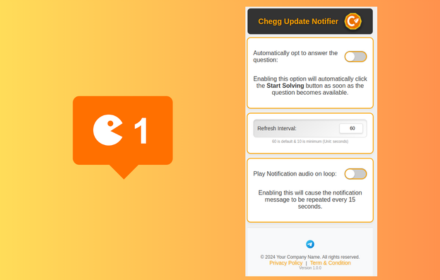 1
Chegg Update Notifier
Automatically opt to answer the
question:
Enabling this option will automatically click
the Start Solving button as soon as the
question becomes available.
Refresh Interval: 60
60 is default & 20 is minimum (Unit: seconds)
Play Notification audio on loop:
Enabling this will cause the notification
message to be repeated every 15
seconds.
© 2024 Your Company Name. All rights reserved.
Privacy Policy | Term & Condition
Version 1.0.0